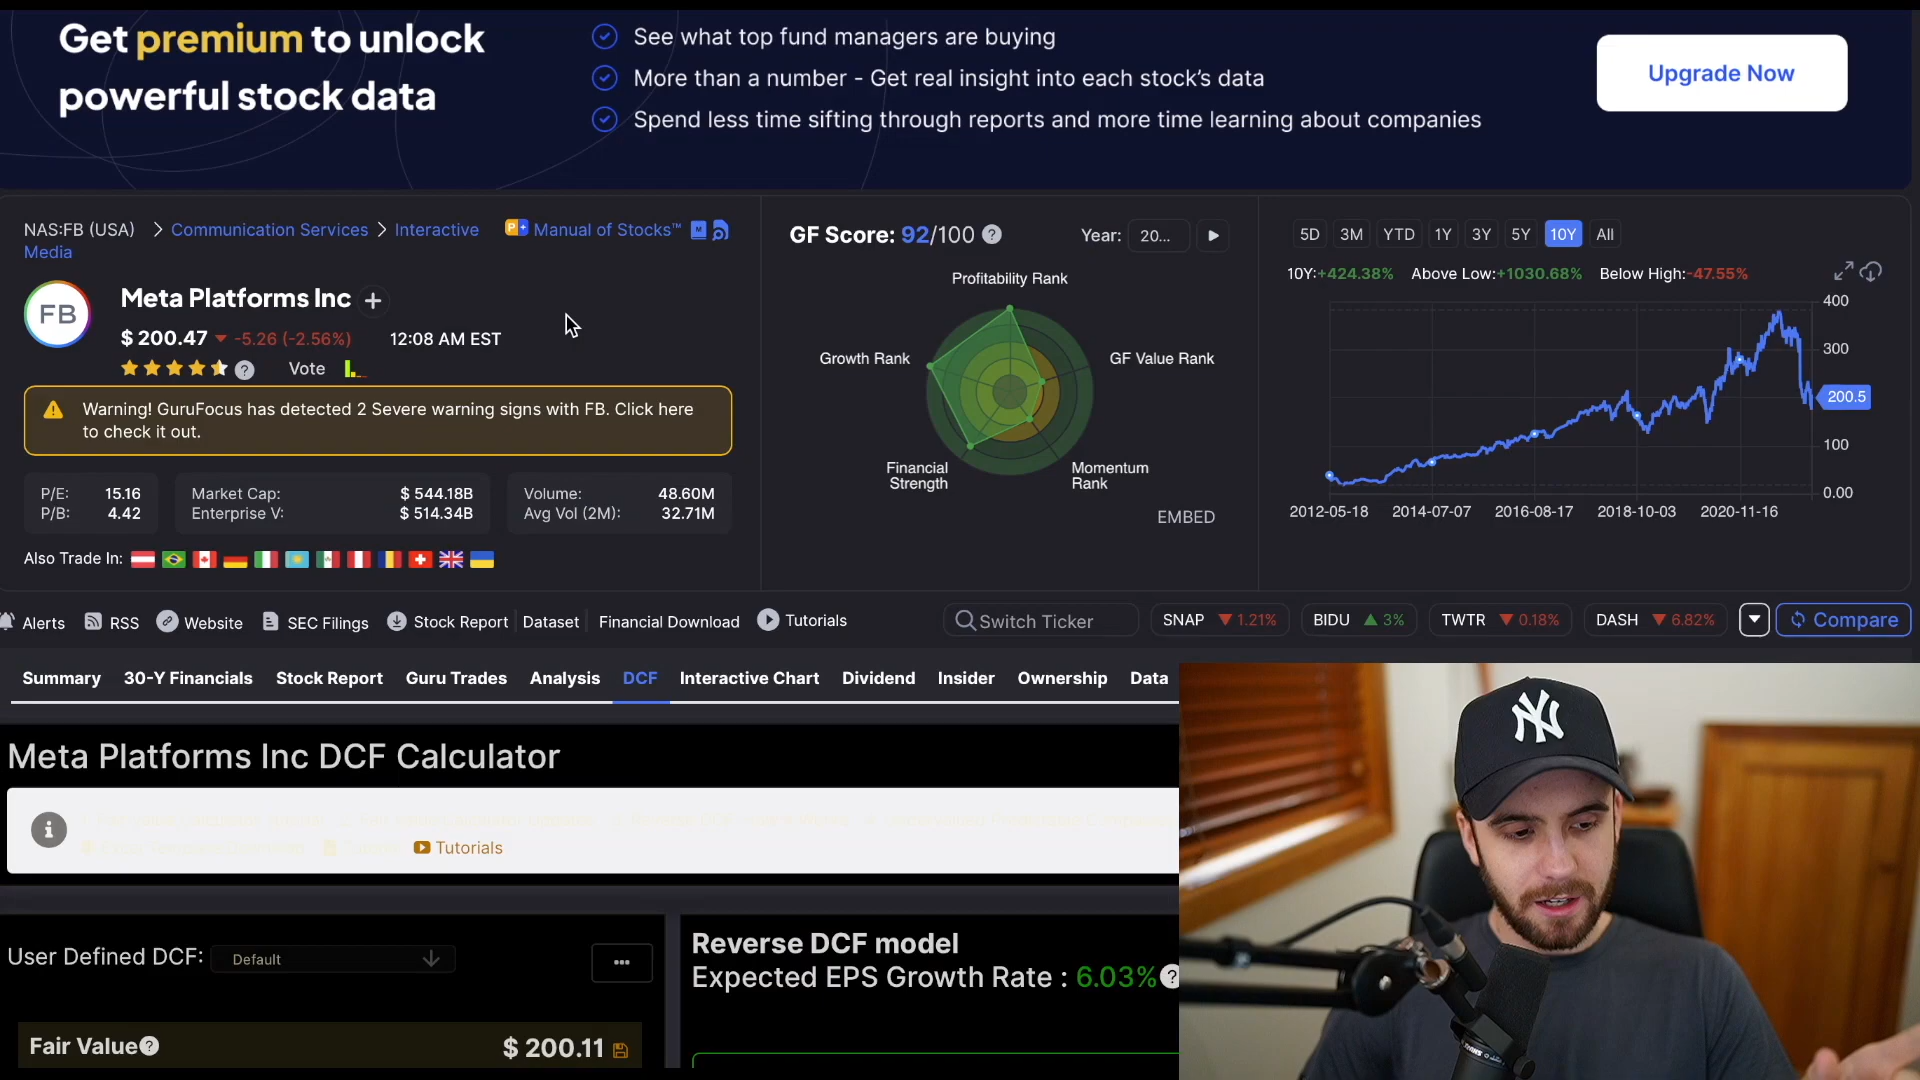 Get premium to unlock
powerful stock data
See what top fund managers are buying
More than a number - Get real insight into each stock's data
Spend less time sifting through reports and more time learning about companies
Upgrade Now
NAS:FB (USA) > Communication Services > Interactive
Media
Manual of Stocks™
FB
Meta Platforms Inc +
$ 200.47 -5.26 (-2.56%) 12:08 AM EST
Vote
Warning! GuruFocus has detected 2 Severe warning signs with FB. Click here
to check it out.
P/E: 15.16
P/B: 4.42
Market Cap: $ 544.18B
Enterprise V: $ 514.34B
Volume: 48.60M
Avg Vol (2M): 32.71M
Also Trade In:
GF Score: 92/100
Year: 20...
Profitability Rank
Growth Rank
GF Value Rank
Financial
Strength
Momentum
Rank
EMBED
5D 3M YTD 1Y 3Y 5Y 10Y All
10Y:+424.38% Above Low:+1030.68% Below High:-47.55%
400
300
200.5
100
0.00
2012-05-18 2014-07-07 2016-08-17 2018-10-03 2020-11-16
Alerts RSS Website SEC Filings Stock Report Dataset Financial Download Tutorials
Switch Ticker SNAP 1.21% BIDU 3% TWTR 0.18% DASH 6.82% Compare
Summary 30-Y Financials Stock Report Guru Trades Analysis DCF Interactive Chart Dividend Insider Ownership Data
Meta Platforms Inc DCF Calculator
Tutorials
User Defined DCF: Default
...
Fair Value $ 200.11
Reverse DCF model
Expected EPS Growth Rate : 6.03%
NY